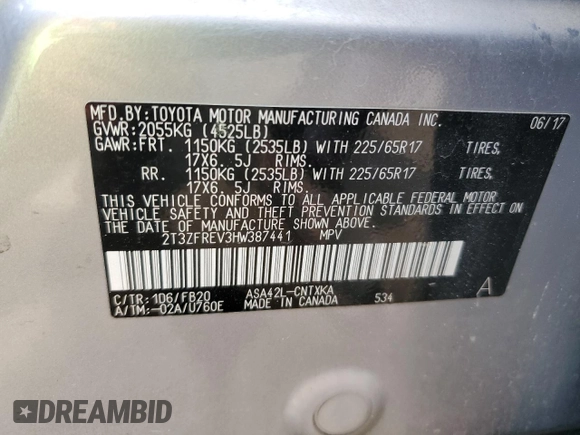 MFD.BY:TOYOTA MOTOR MANUFACTURING CANADA INC.
GVWR:2055KG (4525LB) 06/17
GAWR:FRT. 1150KG (2535LB) WITH 225/65R17 TIRES,
17X6. 5J RIMS.
RR. 1150KG (2535LB) WITH 225/65R17 TIRES,
17X6. 5J RIMS.
THIS VEHICLE CONFORMS TO ALL APPLICABLE FEDERAL MOTOR
VEHICLE SAFETY AND THEFT PREVENTION STANDARDS IN EFFECT ON
THE DATE OF MANUFACTURE SHOWN ABOVE.
2T3ZFREV3HW387441 MPV
C/TR:1D6/FB20 ASA42L-CNTXKA 534 A
A/TM:-02A/U760E MADE IN CANADA
DREAMBID